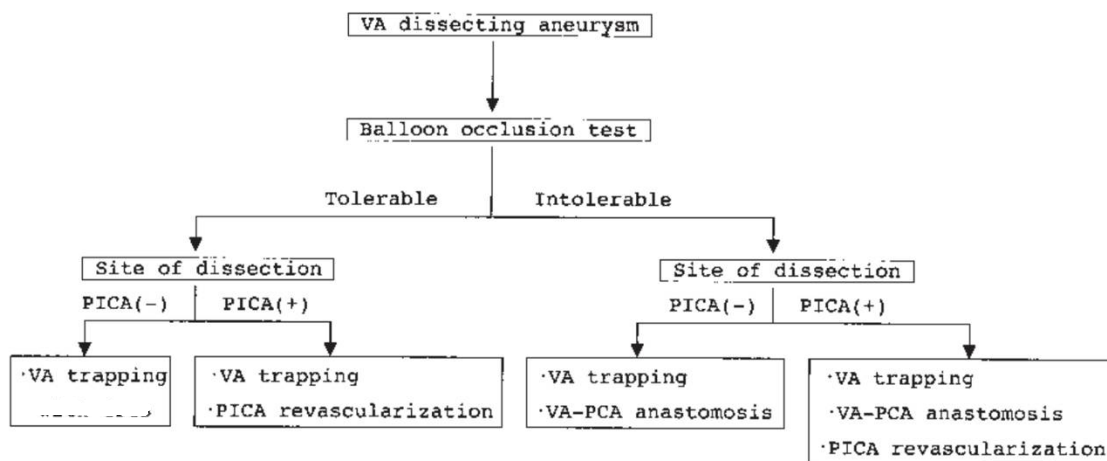 VA dissecting aneurysm
Balloon occlusion test
Tolerable Intolerable
Site of dissection
PICA(-) PICA(+)
·VA trapping
·VA trapping
·PICA revascularization
Site of dissection
PICA(-) PICA(+)
·VA trapping
·VA-PCA anastomosis
·VA trapping
·VA-PCA anastomosis
·PICA revascularization